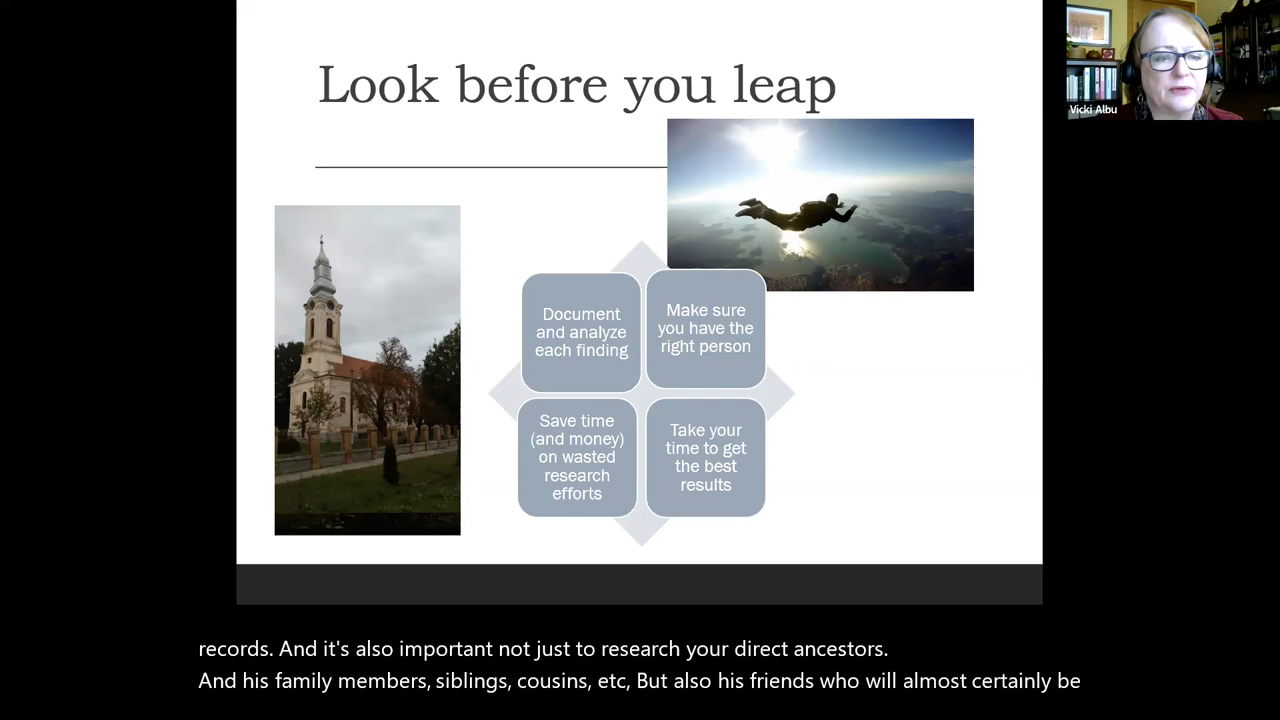 Look before you leap
Vicki Albu
Document
and analyze
each finding
Make sure
you have the
right person
Save time
(and money)
on wasted
research
efforts
Take your
time to get
the best
results
records. And it's also important not just to research your direct ancestors.
And his family members, siblings, cousins, etc, But also his friends who will almost certainly be